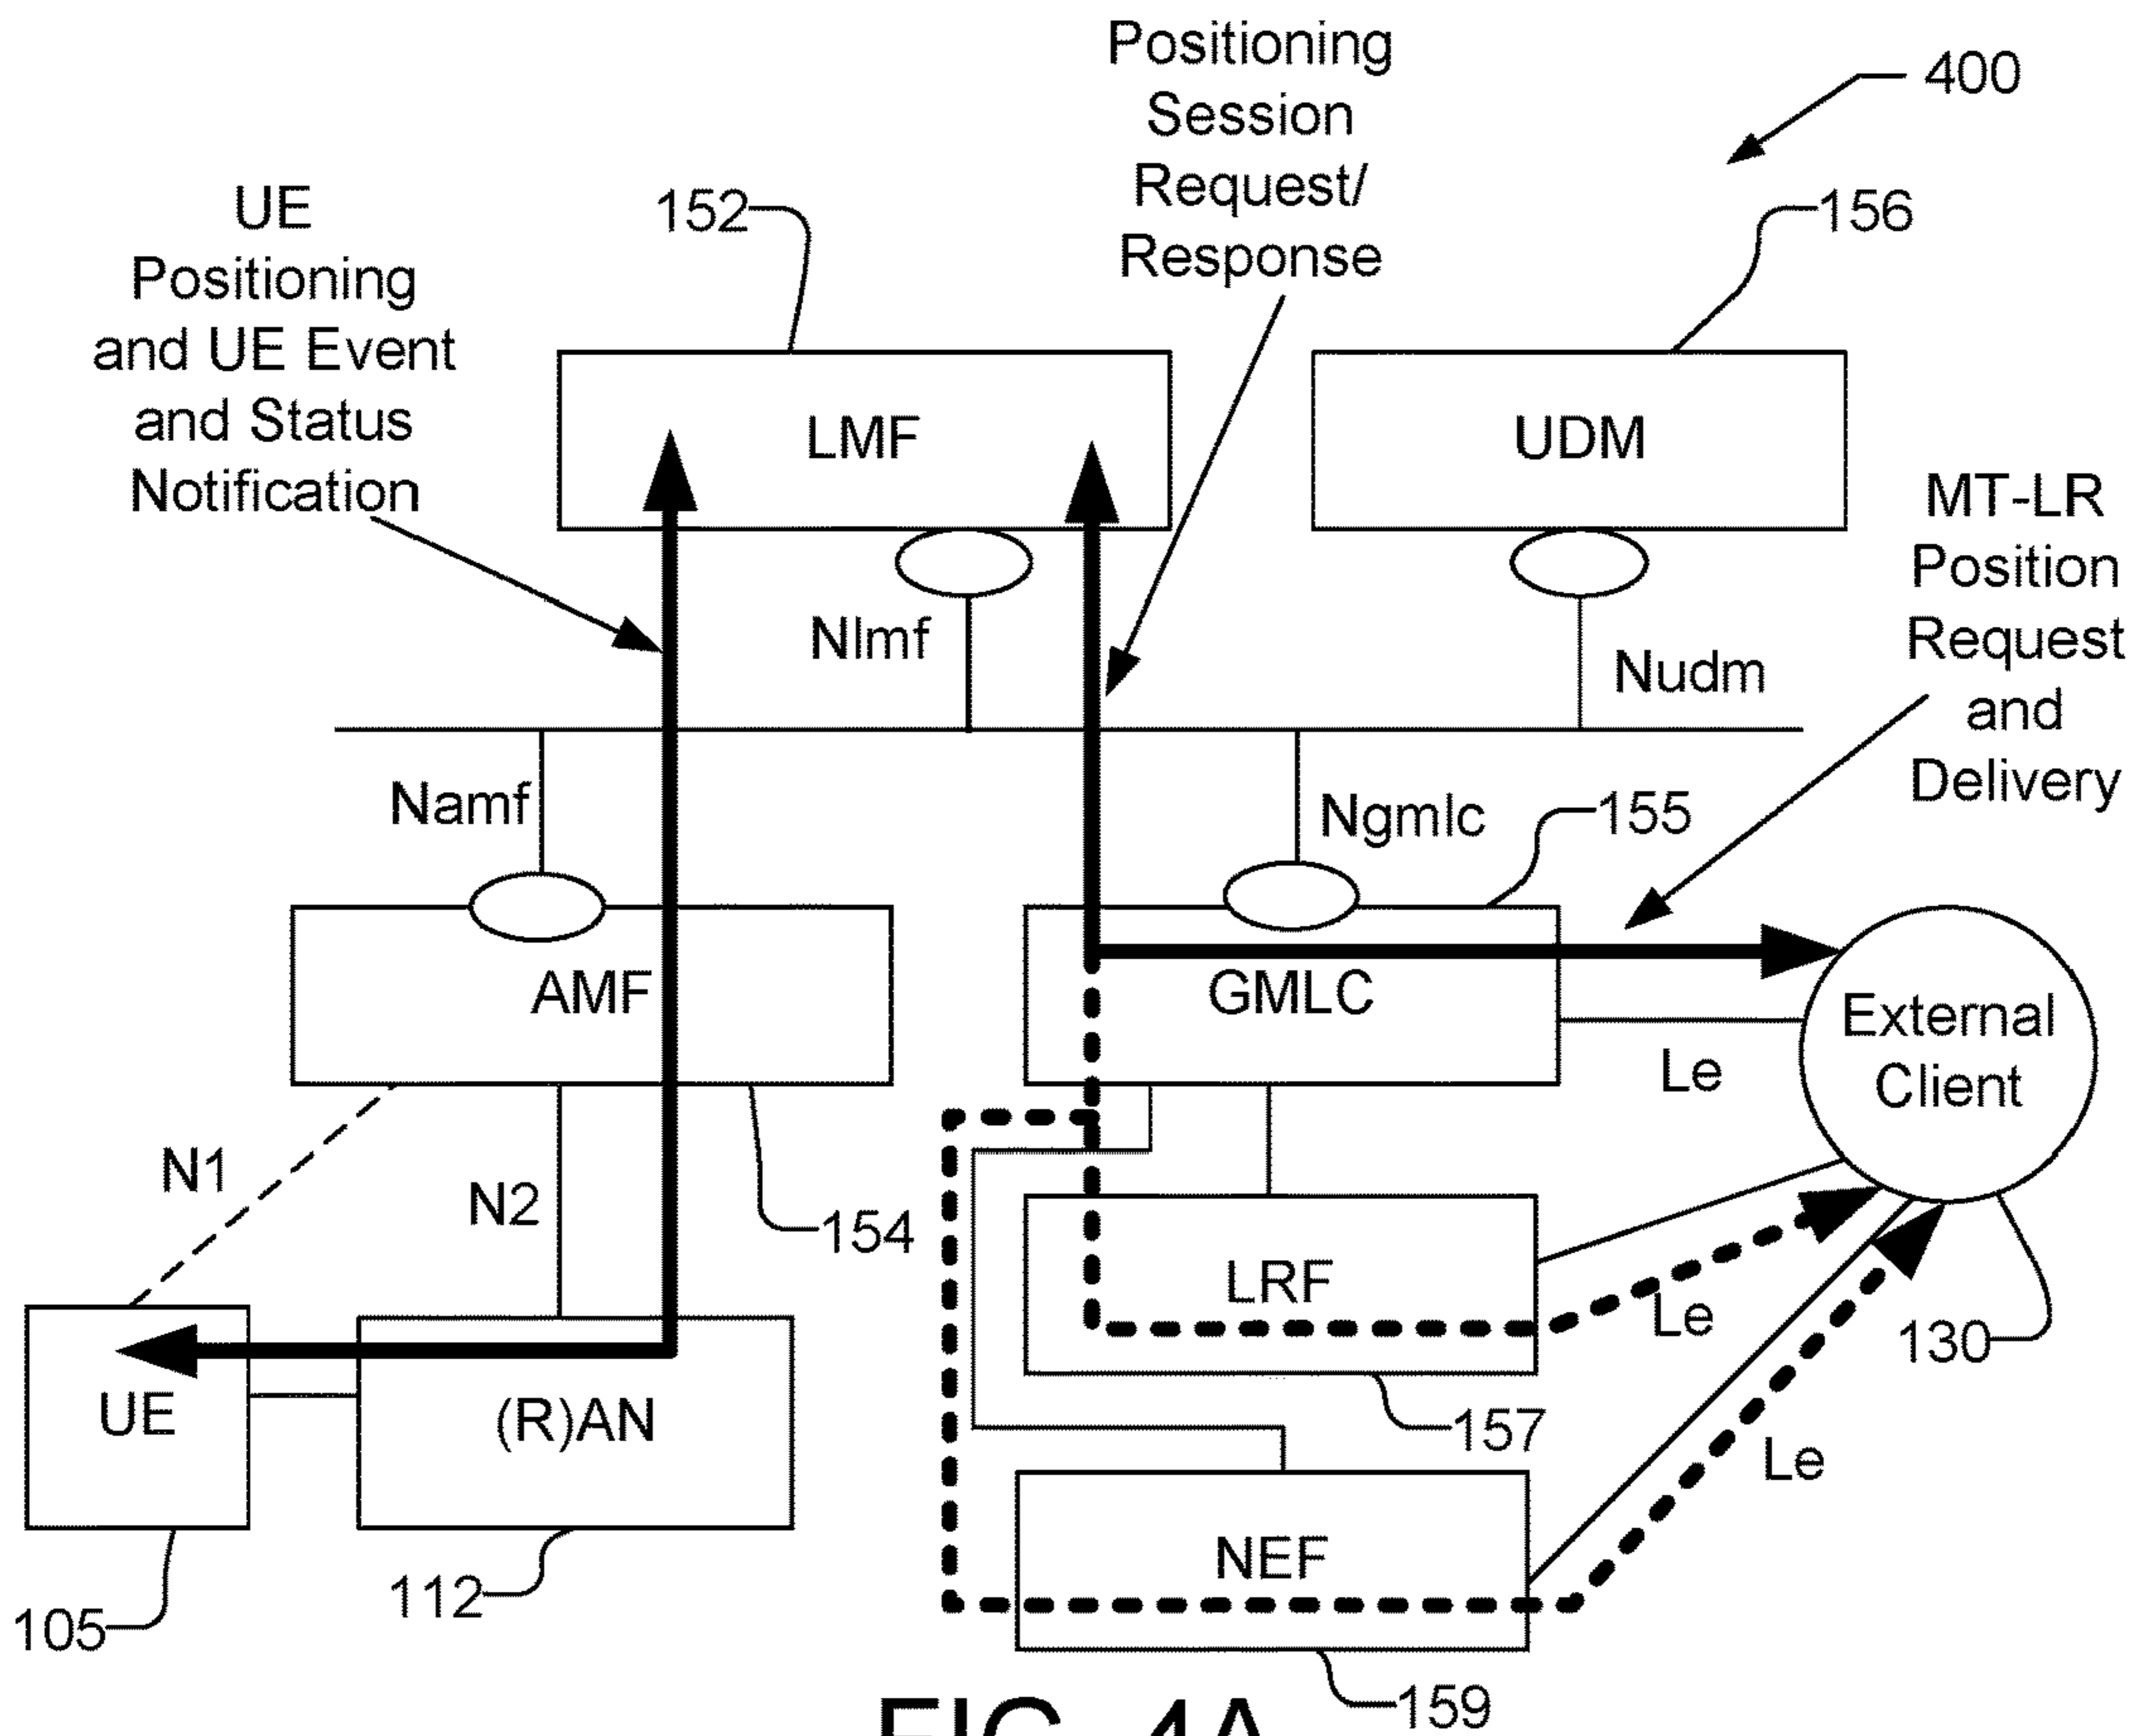 Positioning
Session
Request/
Response
400
UE
Positioning
and UE Event
and Status
Notification
152
156
LMF
UDM
MT-LR
Position
Request
and
Delivery
Nlmf
Nudm
Namf
Ngmlc
155
AMF
GMLC
External
Client
Le
N1
N2
154
LRF
Le
130
UE
(R)AN
157
Le
NEF
112
105
159
FIG. 4A